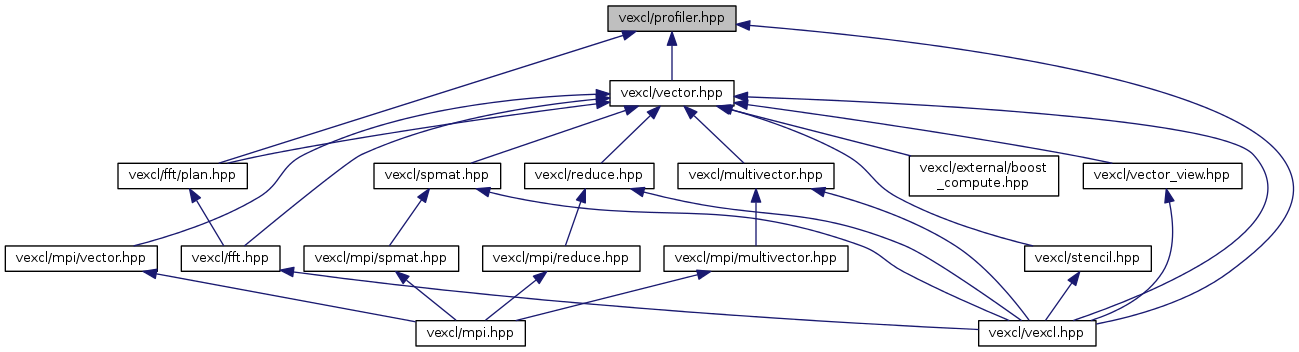 vexcl/profiler.hpp
vexcl/vector.hpp
vexcl/fft/plan.hpp
vexcl/spmat.hpp
vexcl/reduce.hpp
vexcl/multivector.hpp
vexcl/external/boost
_compute.hpp
vexcl/vector_view.hpp
vexcl/mpi/vector.hpp
vexcl/fft.hpp
vexcl/mpi/spmat.hpp
vexcl/mpi/reduce.hpp
vexcl/mpi/multivector.hpp
vexcl/stencil.hpp
vexcl/mpi.hpp
vexcl/vexcl.hpp